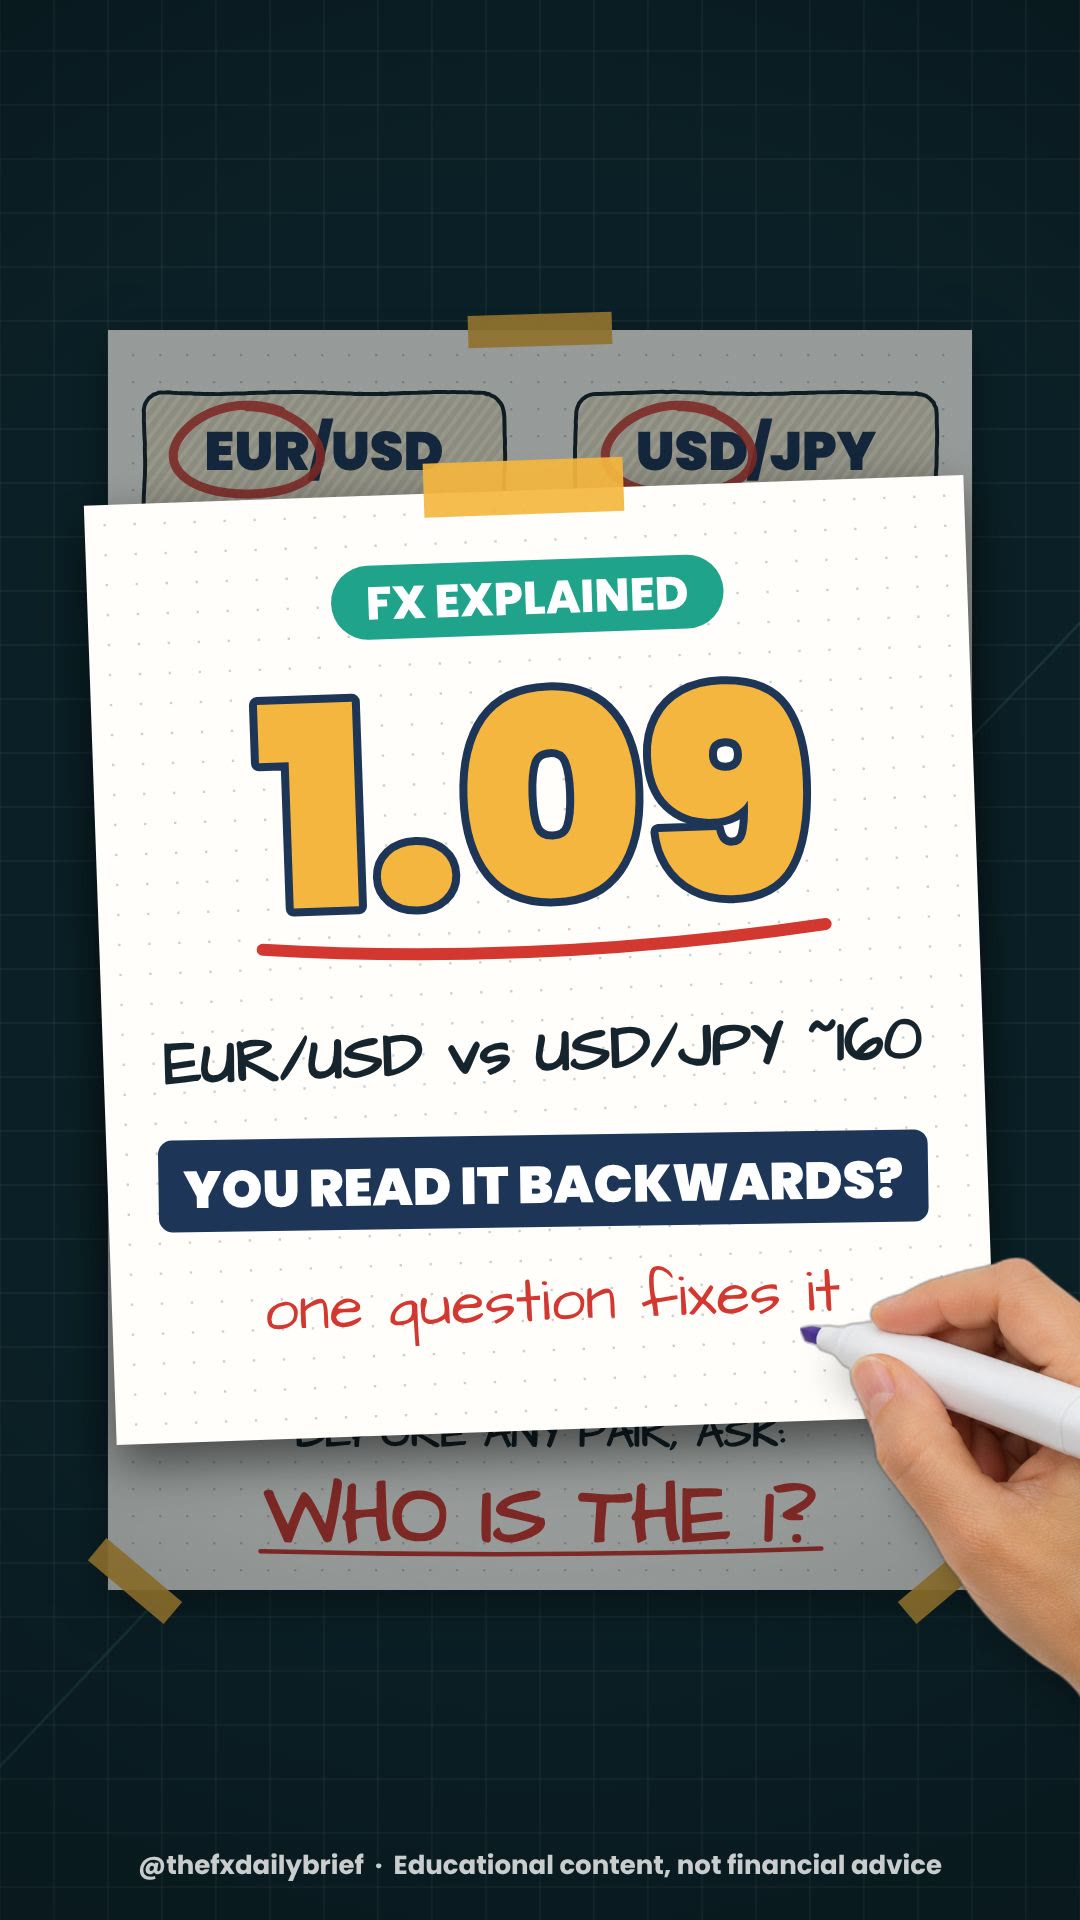 EUR/USD
USD/JPY
FX EXPLAINED
1.09
EUR/USD vs USD/JPY ~160
YOU READ IT BACKWARDS?
one question fixes it
BEFORE ANY PAIR, ASK:
WHO IS THE 1?
@thefxdailybrief · Educational content, not financial advice